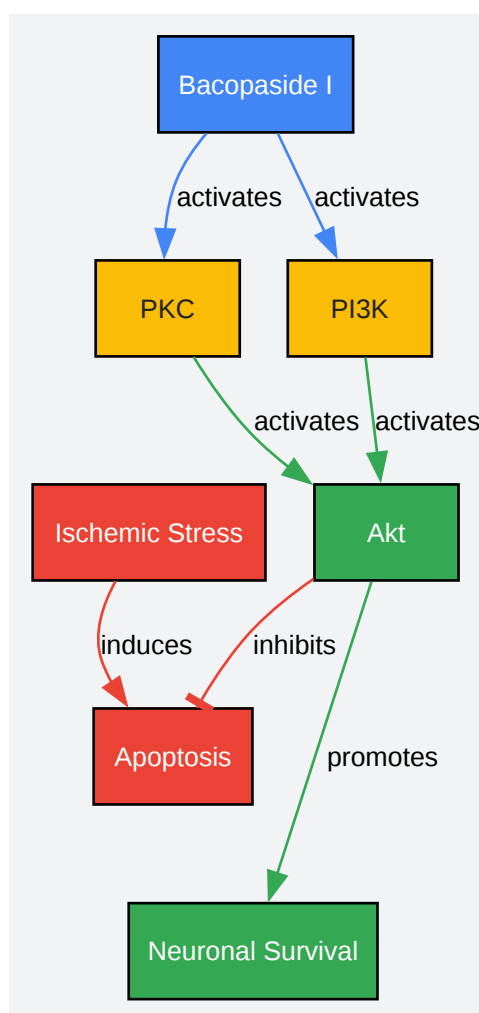 Bacopaside I
activates
activates
PKC
PI3K
activates
activates
Ischemic Stress
Akt
induces
inhibits
Apoptosis
promotes
Neuronal Survival